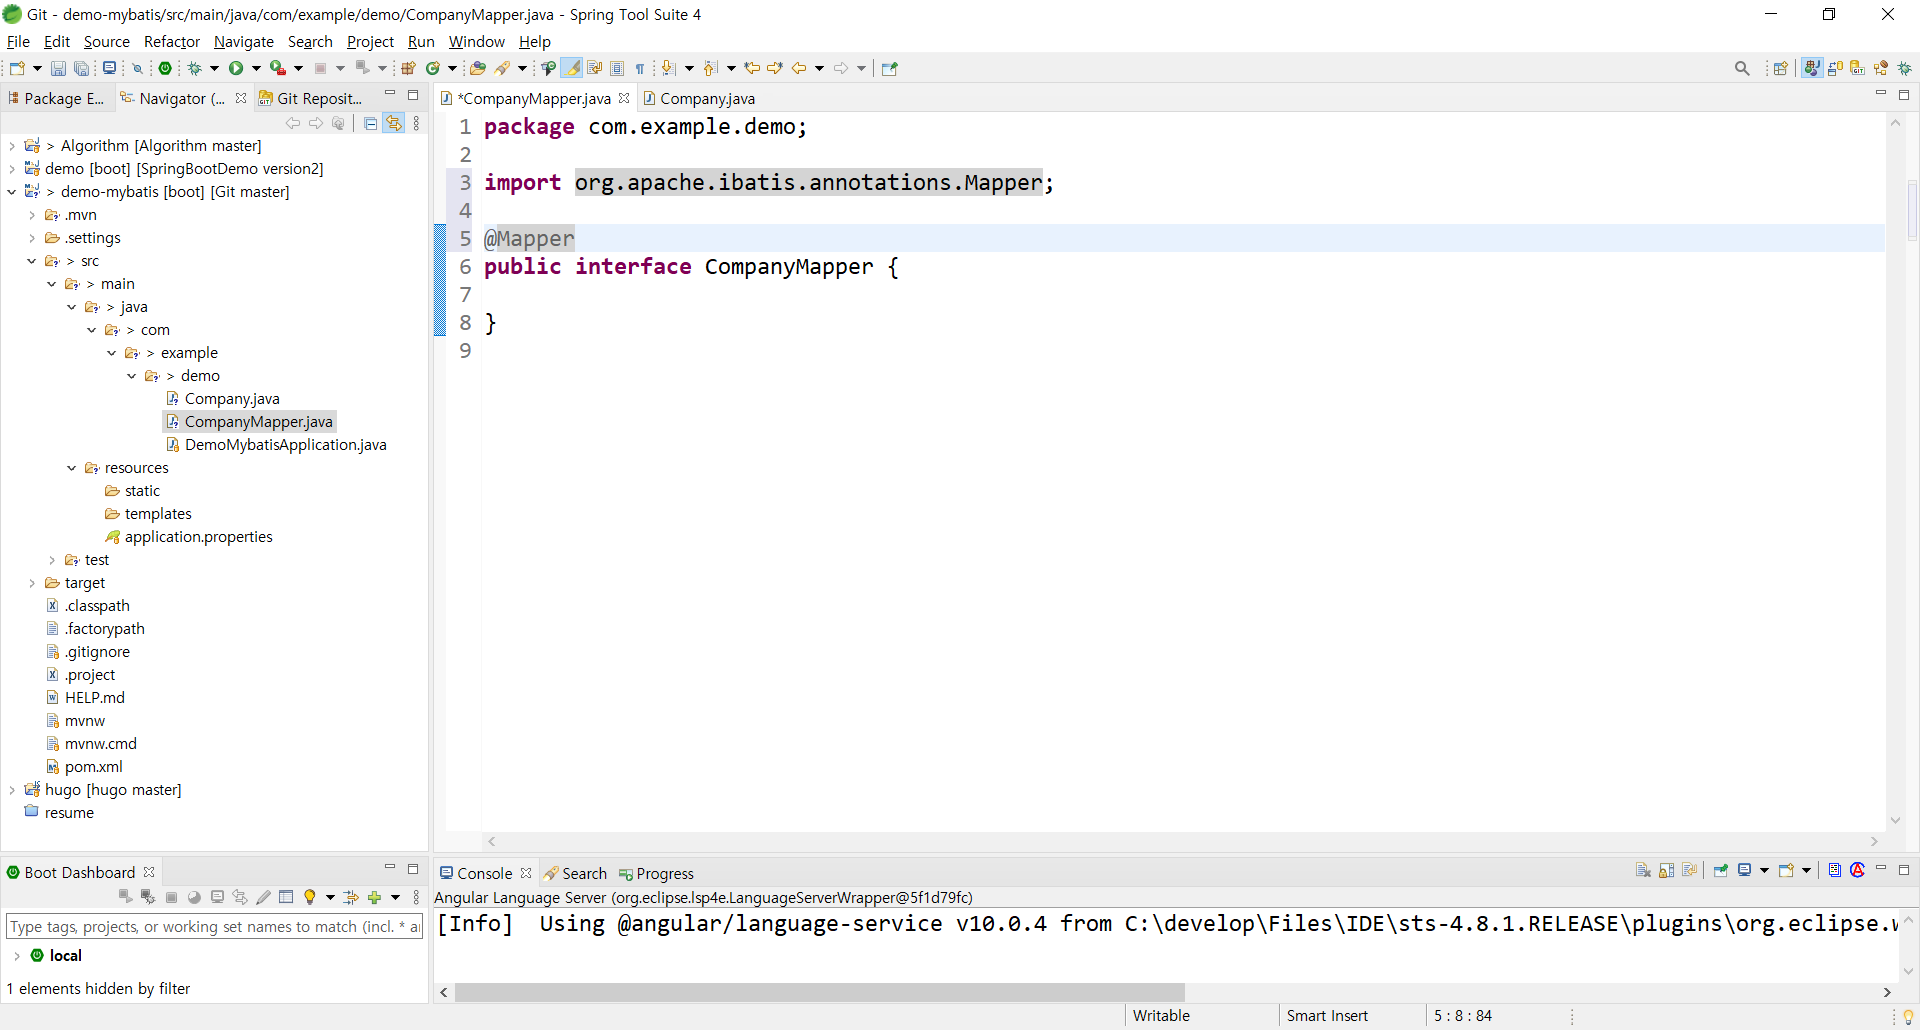 Git - demo-mybatis/src/main/java/com/example/demo/CompanyMapper.java - Spring Tool Suite 4
File Edit Source Refactor Navigate Search Project Run Window Help
Package E... Navigator (... Git Reposit...
> Algorithm [Algorithm master]
demo [boot] [SpringBootDemo version2]
> demo-mybatis [boot] [Git master]
.mvn
.settings
> src
> main
> java
> com
> example
> demo
Company.java
CompanyMapper.java
DemoMybatisApplication.java
resources
static
templates
application.properties
test
target
.classpath
.factorypath
.gitignore
.project
HELP.md
mvnw
mvnw.cmd
pom.xml
hugo [hugo master]
resume
*CompanyMapper.java Company.java
1 package com.example.demo;
2
3 import org.apache.ibatis.annotations.Mapper;
4
5 @Mapper
6 public interface CompanyMapper {
7
8 }
9
Boot Dashboard
Type tags, projects, or working set names to match (incl. * a
local
1 elements hidden by filter
Console Search Progress
Angular Language Server (org.eclipse.lsp4e.LanguageServerWrapper@5f1d79fc)
[Info]  Using @angular/language-service v10.0.4 from C:\develop\Files\IDE\sts-4.8.1.RELEASE\plugins\org.eclipse.w
Writable Smart Insert 5 : 8 : 84